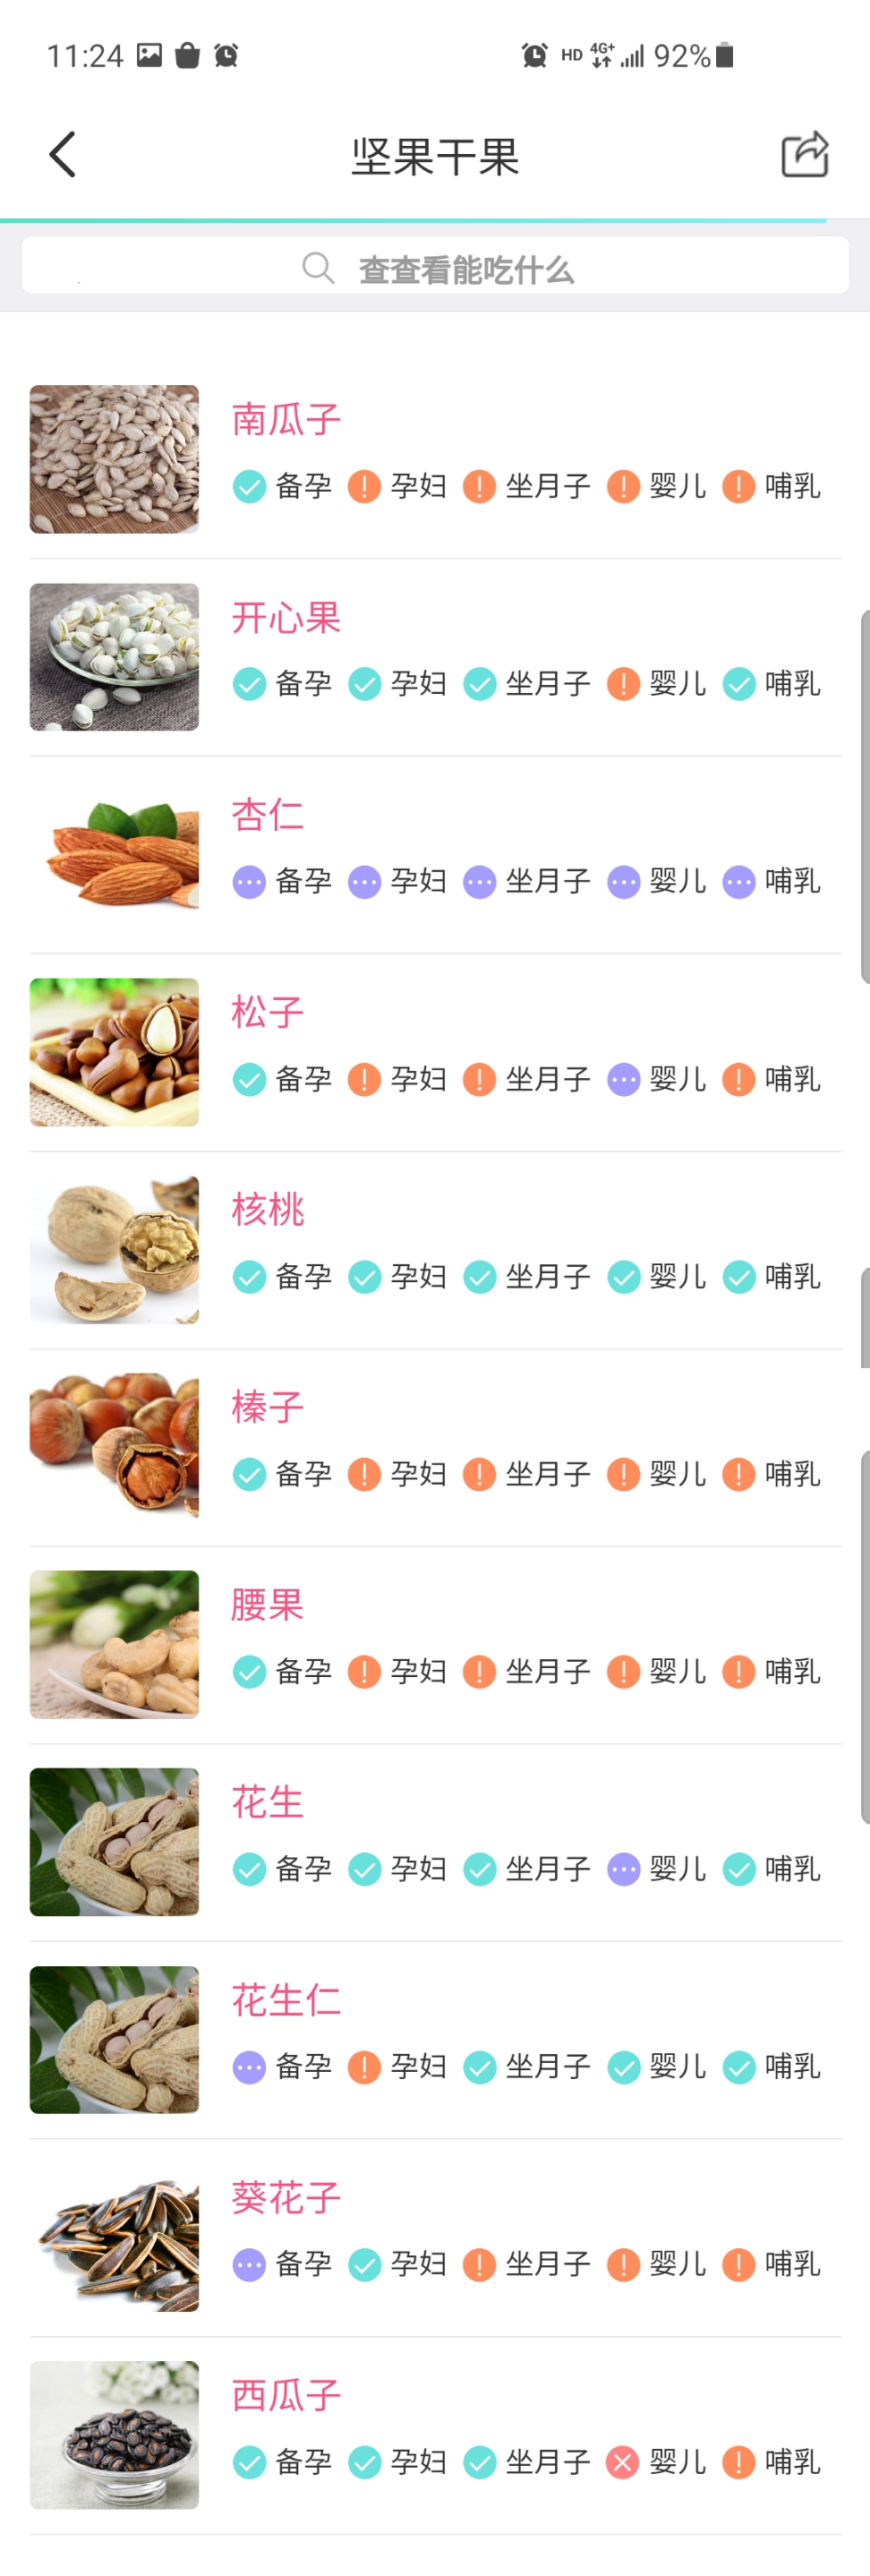 11:24 HD 4G+ 92%
坚果干果
查查看能吃什么
南瓜子
备孕 孕妇 坐月子 婴儿 哺乳
开心果
备孕 孕妇 坐月子 婴儿 哺乳
杏仁
备孕 孕妇 坐月子 婴儿 哺乳
松子
备孕 孕妇 坐月子 婴儿 哺乳
核桃
备孕 孕妇 坐月子 婴儿 哺乳
榛子
备孕 孕妇 坐月子 婴儿 哺乳
腰果
备孕 孕妇 坐月子 婴儿 哺乳
花生
备孕 孕妇 坐月子 婴儿 哺乳
花生仁
备孕 孕妇 坐月子 婴儿 哺乳
葵花子
备孕 孕妇 坐月子 婴儿 哺乳
西瓜子
备孕 孕妇 坐月子 婴儿 哺乳